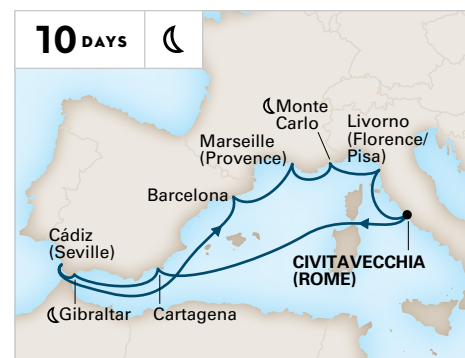 10 DAYS
Monte
Carlo
Livorno
(Florence/
Pisa)
Marseille
(Provence)
Barcelona
Cádiz
(Seville)
CIVITAVECCHIA
(ROME)
Gibraltar
Cartagena